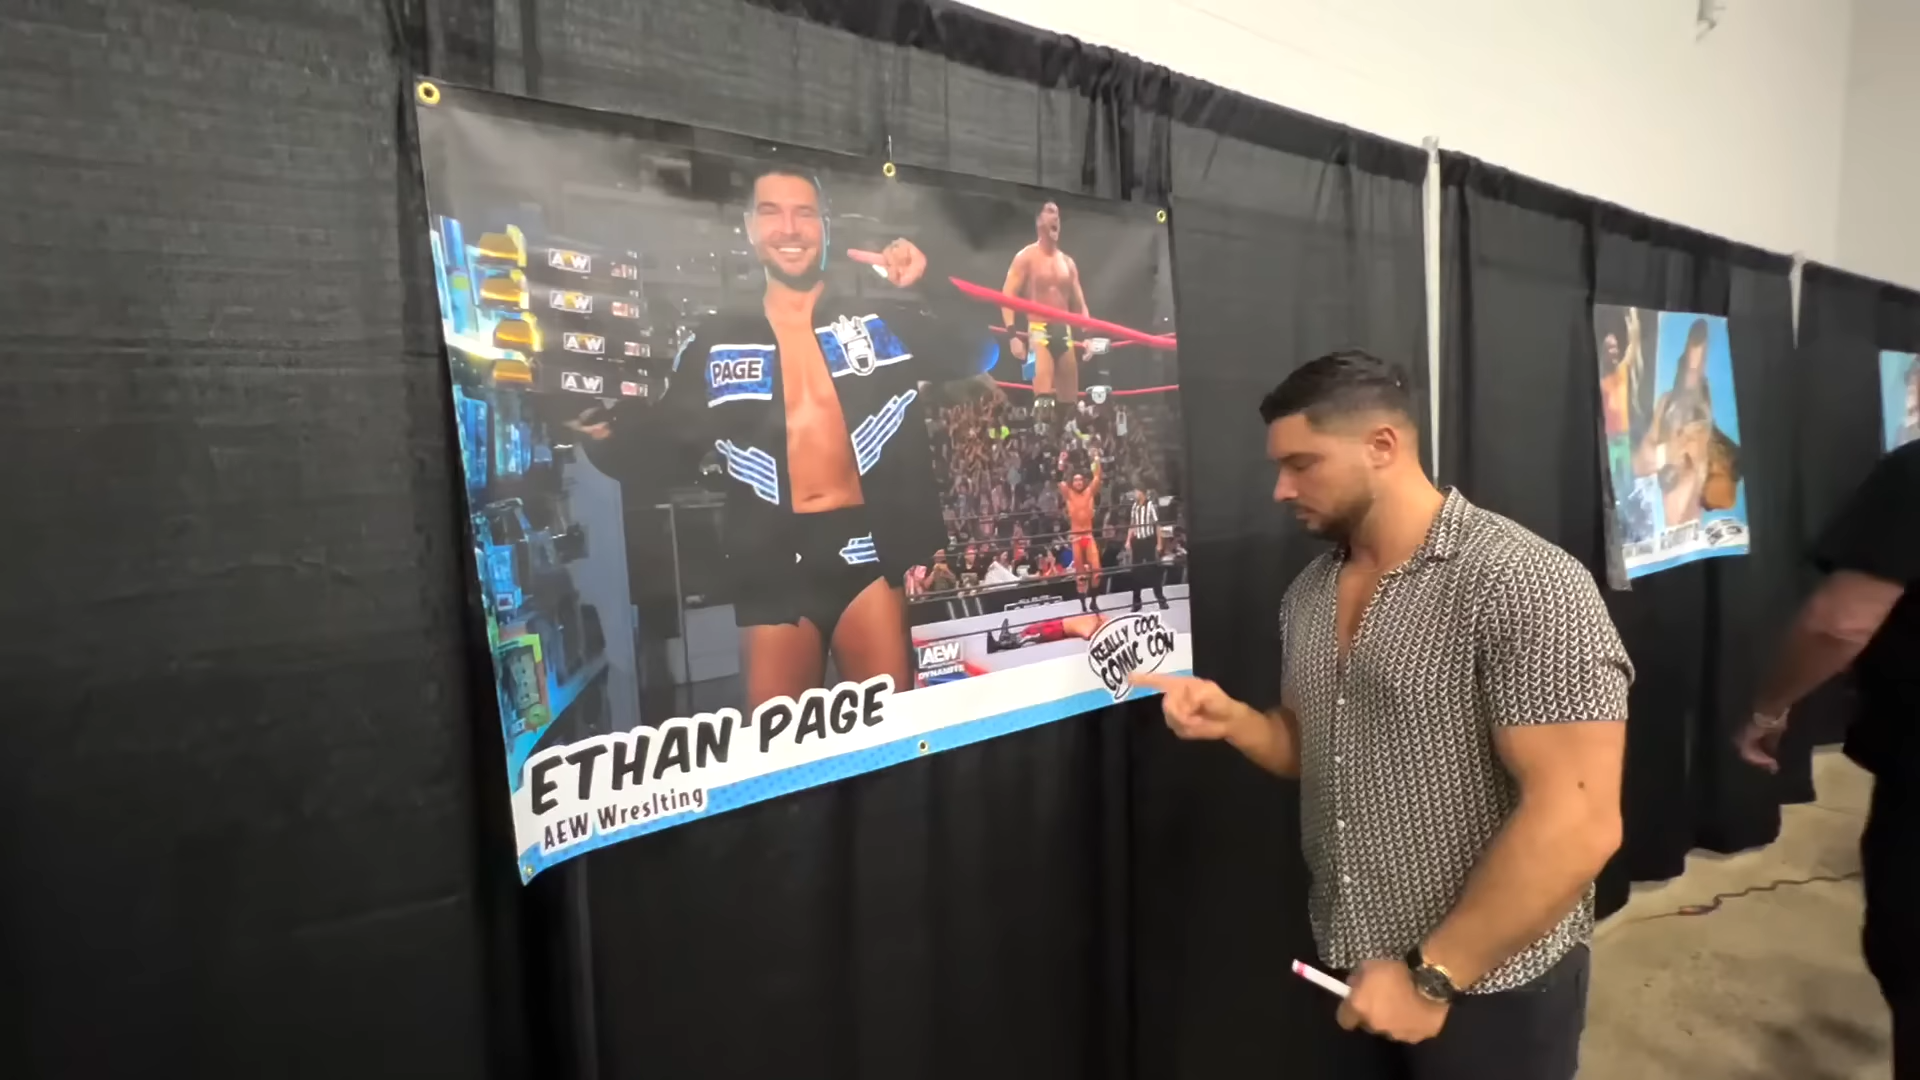 AEW
AEW
AEW
AEW
PAGE
AEW
DYNAMITE
REALLY COOL
COMIC CON
ETHAN PAGE
AEW Wreslting